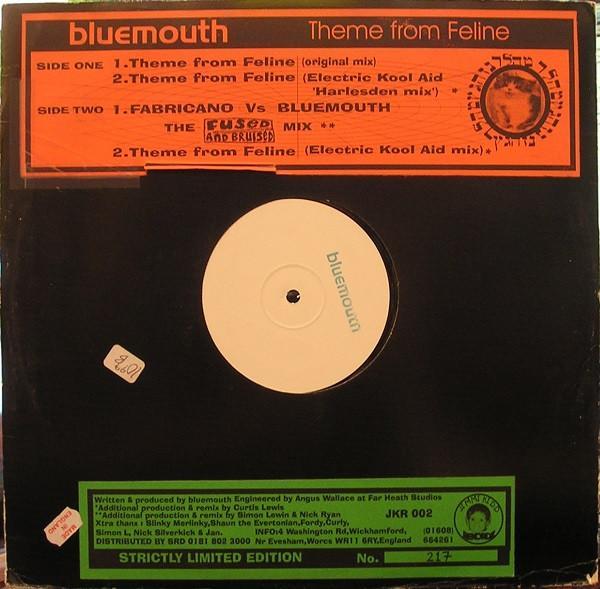 bluemouth Theme from Feline
SIDE ONE 1.Theme from Feline (original mix)
2.Theme from Feline (Electric Kool Aid
'Harlesden mix') *
SIDE TWO 1.FABRICANO Vs BLUEMOUTH
THE FUSED AND BRUISED MIX **
2.Theme from Feline (Electric Kool Aid mix)*
bluemouth
MADE IN ENGLAND
Written & produced by bluemouth Engineered by Angus Wallace at Far Heath Studios
*Additional production & remix by Curtis Lewis
**Additional production & remix by Simon Lewin & Nick Ryan
JKR 002
Xtra thanx : Slinky Merlinky,Shaun the Evertonian,Fordy,Curly,
Simon L, Nick Silverkick & Jan. INFO:4 Washington Rd,Wickhamford, (01608)
DISTRIBUTED BY SRD 0181 802 3000 Nr Evesham,Worcs WR11 6RY,England 664261
STRICTLY LIMITED EDITION No. 217